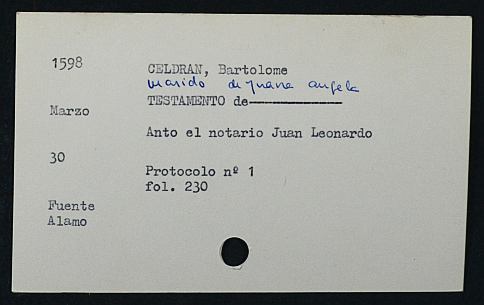 1598
CELDRAN, Bartolome
marido de Juana angela
TESTAMENTO de
Marzo
Anto el notario Juan Leonardo
30
Protocolo nº 1
fol. 230
Fuente
Alamo